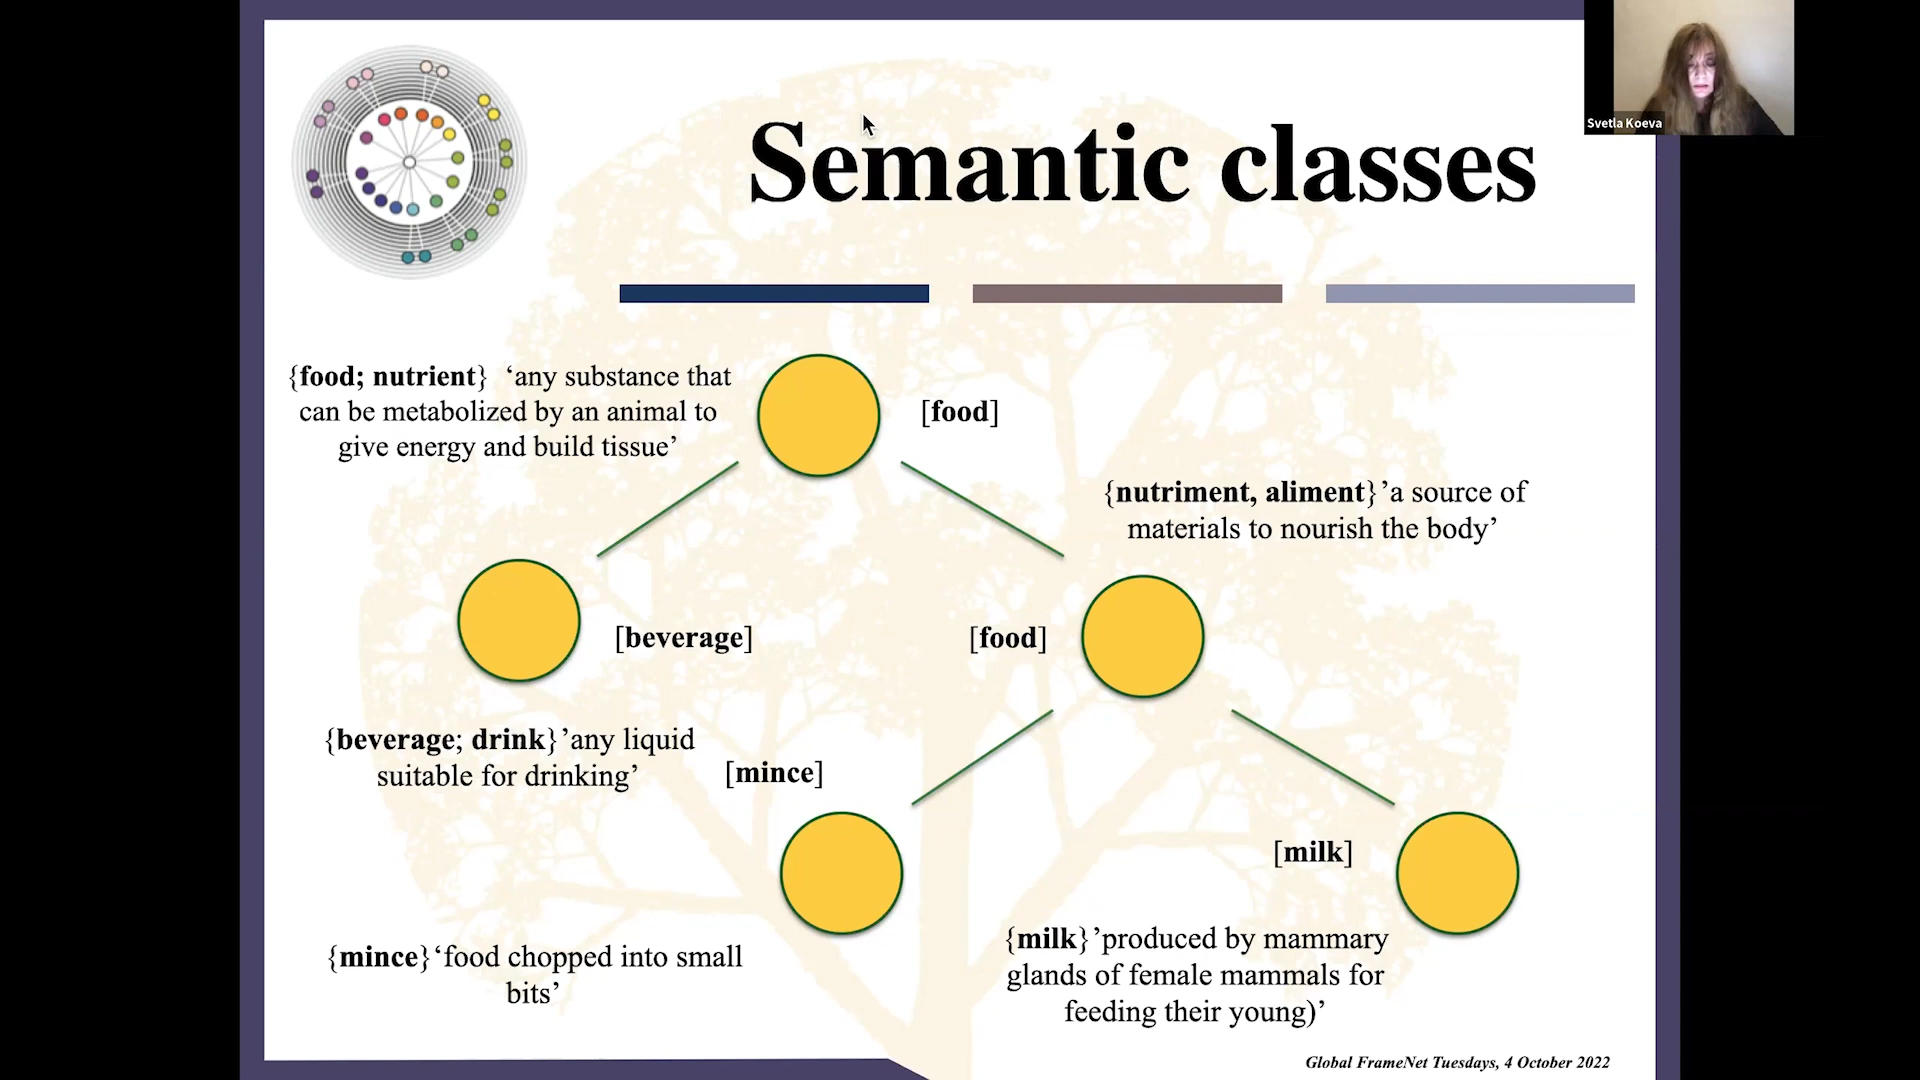 Svetla Koeva
Semantic classes
{food; nutrient} ‘any substance that
can be metabolized by an animal to
give energy and build tissue’
[food]
{nutriment, aliment}’a source of
materials to nourish the body’
[beverage]
[food]
{beverage; drink}’any liquid
suitable for drinking’
[mince]
[milk]
{mince}‘food chopped into small
bits’
{milk}’produced by mammary
glands of female mammals for
feeding their young)’
Global FrameNet Tuesdays, 4 October 2022